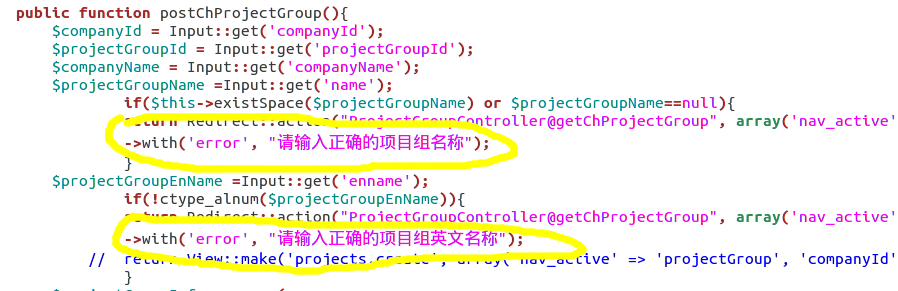 public function postChProjectGroup(){
$companyId = Input::get('companyId');
$projectGroupId = Input::get('projectGroupId');
$companyName = Input::get('companyName');
$projectGroupName =Input::get('name');
if($this->existSpace($projectGroupName) or $projectGroupName==null){
return Redirect::action("ProjectGroupController@getChProjectGroup", array('nav_active'
->with('error', "请输入正确的项目组名称");
}
$projectGroupEnName =Input::get('enname');
if(!ctype_alnum($projectGroupEnName)){
return Redirect::action("ProjectGroupController@getChProjectGroup", array('nav_active'
->with('error', "请输入正确的项目组英文名称");
// return View::make('projects.create', array('nav_active' => 'projectGroup', 'companyId'
}